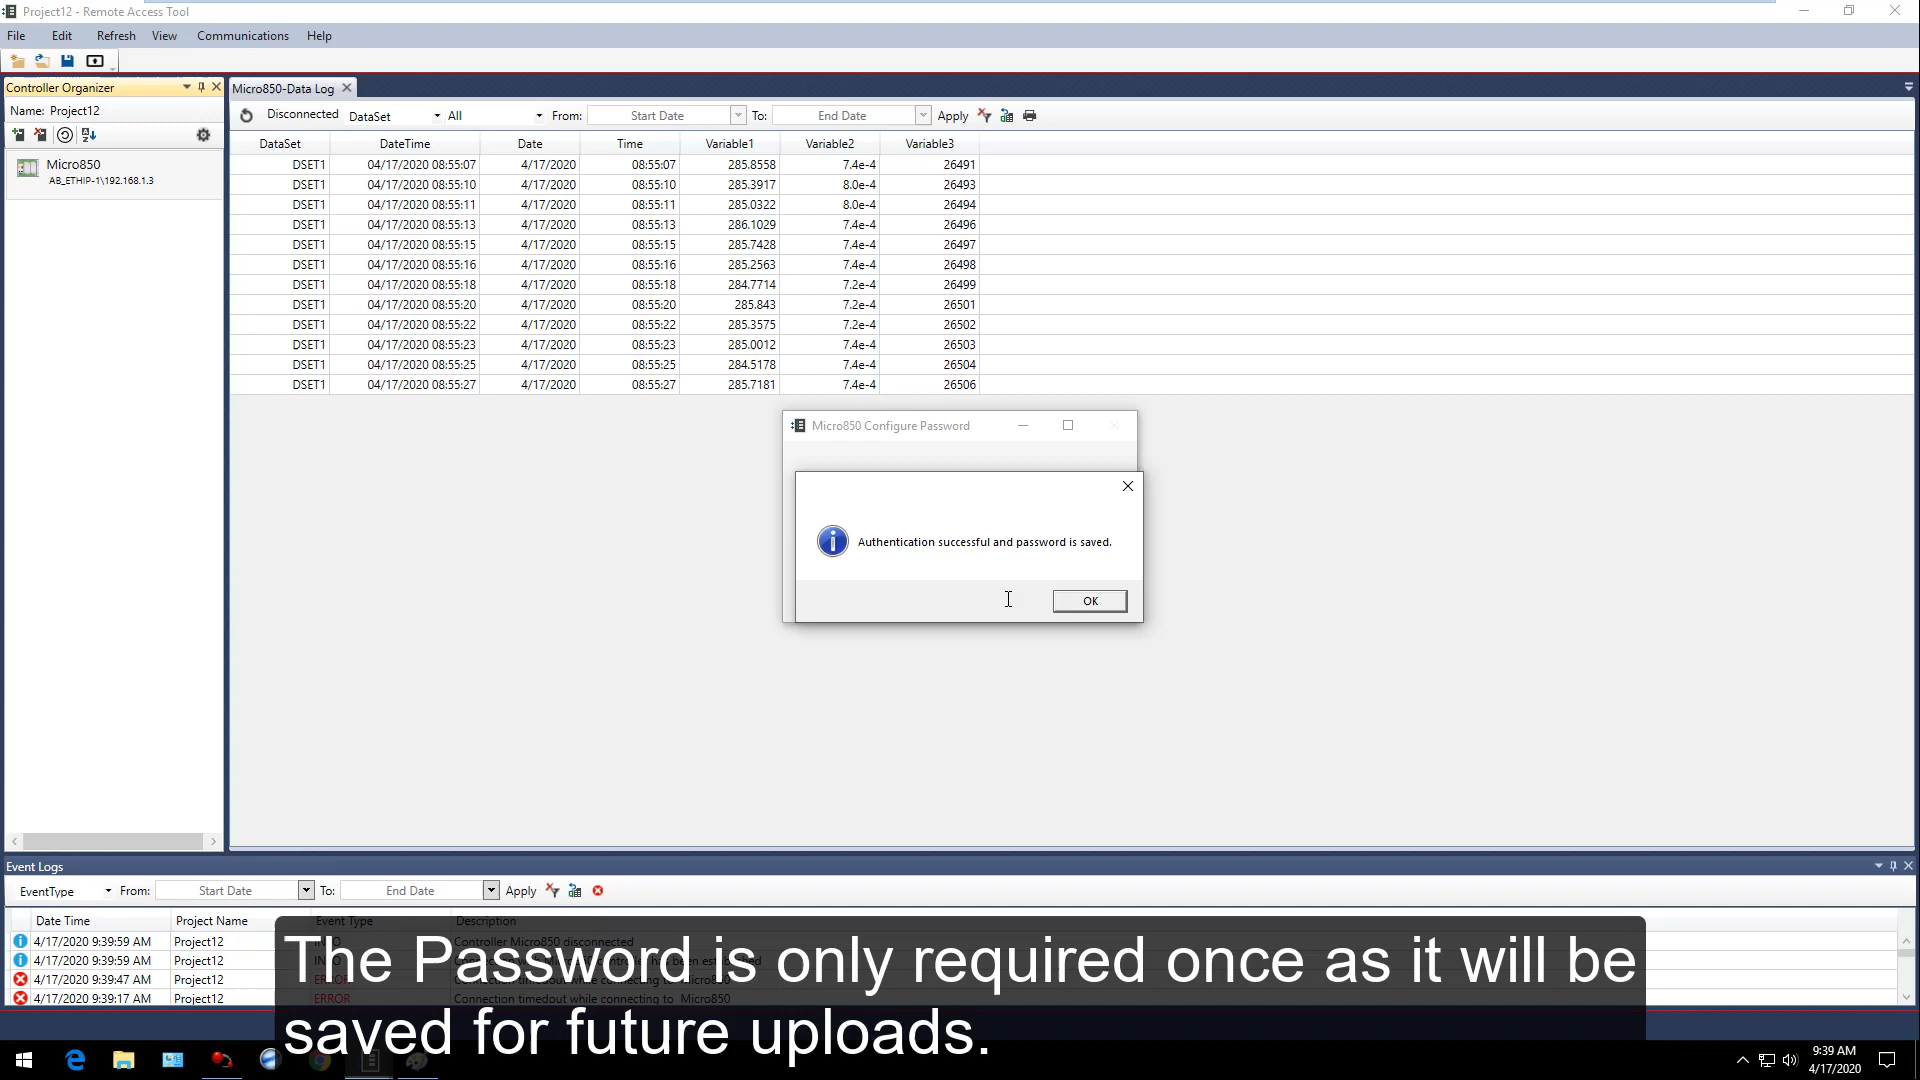 Project12 - Remote Access Tool
File Edit Refresh View Communications Help
Controller Organizer
Name: Project12
Micro850
AB_ETHIP-1\192.168.1.3
Micro850-Data Log
Disconnected DataSet All From: Start Date To: End Date Apply
DataSet DateTime Date Time Variable1 Variable2 Variable3
DSET1 04/17/2020 08:55:07 4/17/2020 08:55:07 285.8558 7.4e-4 26491
DSET1 04/17/2020 08:55:10 4/17/2020 08:55:10 285.3917 8.0e-4 26493
DSET1 04/17/2020 08:55:11 4/17/2020 08:55:11 285.0322 8.0e-4 26494
DSET1 04/17/2020 08:55:13 4/17/2020 08:55:13 286.1029 7.4e-4 26496
DSET1 04/17/2020 08:55:15 4/17/2020 08:55:15 285.7428 7.4e-4 26497
DSET1 04/17/2020 08:55:16 4/17/2020 08:55:16 285.2563 7.4e-4 26498
DSET1 04/17/2020 08:55:18 4/17/2020 08:55:18 284.7714 7.2e-4 26499
DSET1 04/17/2020 08:55:20 4/17/2020 08:55:20 285.843 7.2e-4 26501
DSET1 04/17/2020 08:55:22 4/17/2020 08:55:22 285.3575 7.2e-4 26502
DSET1 04/17/2020 08:55:23 4/17/2020 08:55:23 285.0012 7.4e-4 26503
DSET1 04/17/2020 08:55:25 4/17/2020 08:55:25 284.5178 7.4e-4 26504
DSET1 04/17/2020 08:55:27 4/17/2020 08:55:27 285.7181 7.4e-4 26506
Micro850 Configure Password
Authentication successful and password is saved.
OK
Event Logs
EventType From: Start Date To: End Date Apply
Date Time Project Name Event Type Description
4/17/2020 9:39:59 AM Project12 Controller Micro850 disconnected
4/17/2020 9:39:59 AM Project12
4/17/2020 9:39:47 AM Project12
4/17/2020 9:39:17 AM Project12 ERROR Connection timedout while connecting to Micro850
The Password is only required once as it will be
saved for future uploads.
9:39 AM
4/17/2020